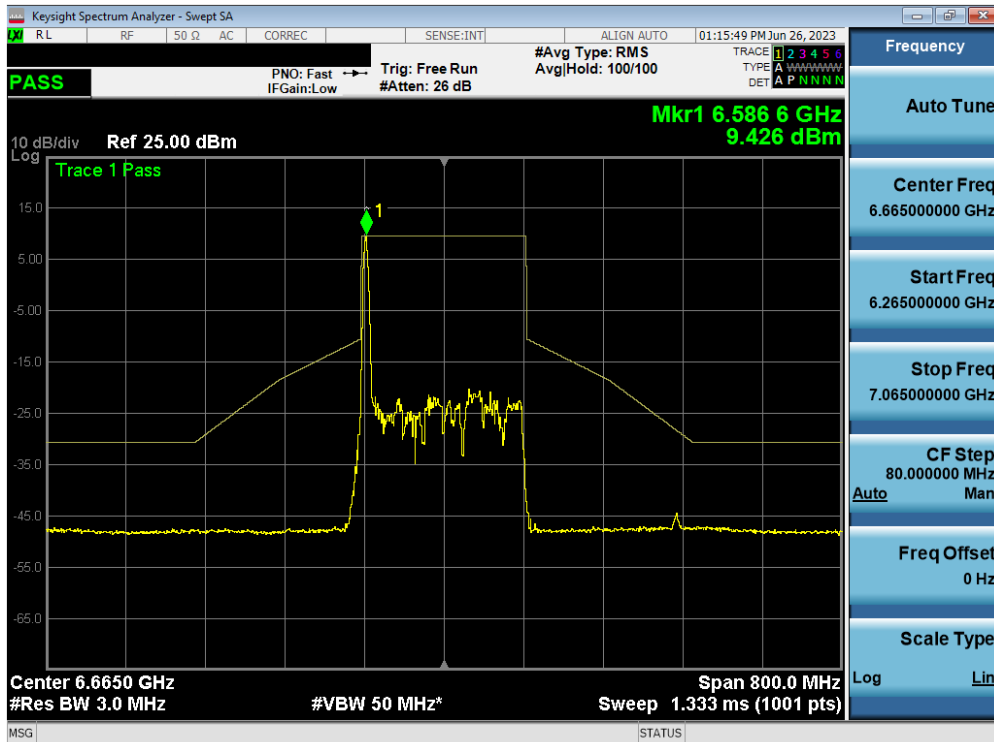 Keysight Spectrum Analyzer - Swept SA
LXI RL RF 50 Ω AC CORREC SENSE:INT ALIGN AUTO 01:15:49 PM Jun 26, 2023
Frequency
PASS
PNO: Fast
IFGain:Low
Trig: Free Run
#Atten: 26 dB
#Avg Type: RMS
Avg|Hold: 100/100
TRACE 1 2 3 4 5 6
TYPE A WWWWW
DET A P N N N N
Auto Tune
Mkr1 6.586 6 GHz
9.426 dBm
10 dB/div Ref 25.00 dBm
Log
Trace 1 Pass
1
15.0
5.00
-5.00
-15.0
-25.0
-35.0
-45.0
-55.0
-65.0
Center Freq
6.665000000 GHz
Start Freq
6.265000000 GHz
Stop Freq
7.065000000 GHz
CF Step
80.000000 MHz
Auto Man
Freq Offset
0 Hz
Scale Type
Log Lin
Center 6.6650 GHz Span 800.0 MHz
#Res BW 3.0 MHz #VBW 50 MHz* Sweep 1.333 ms (1001 pts)
MSG STATUS